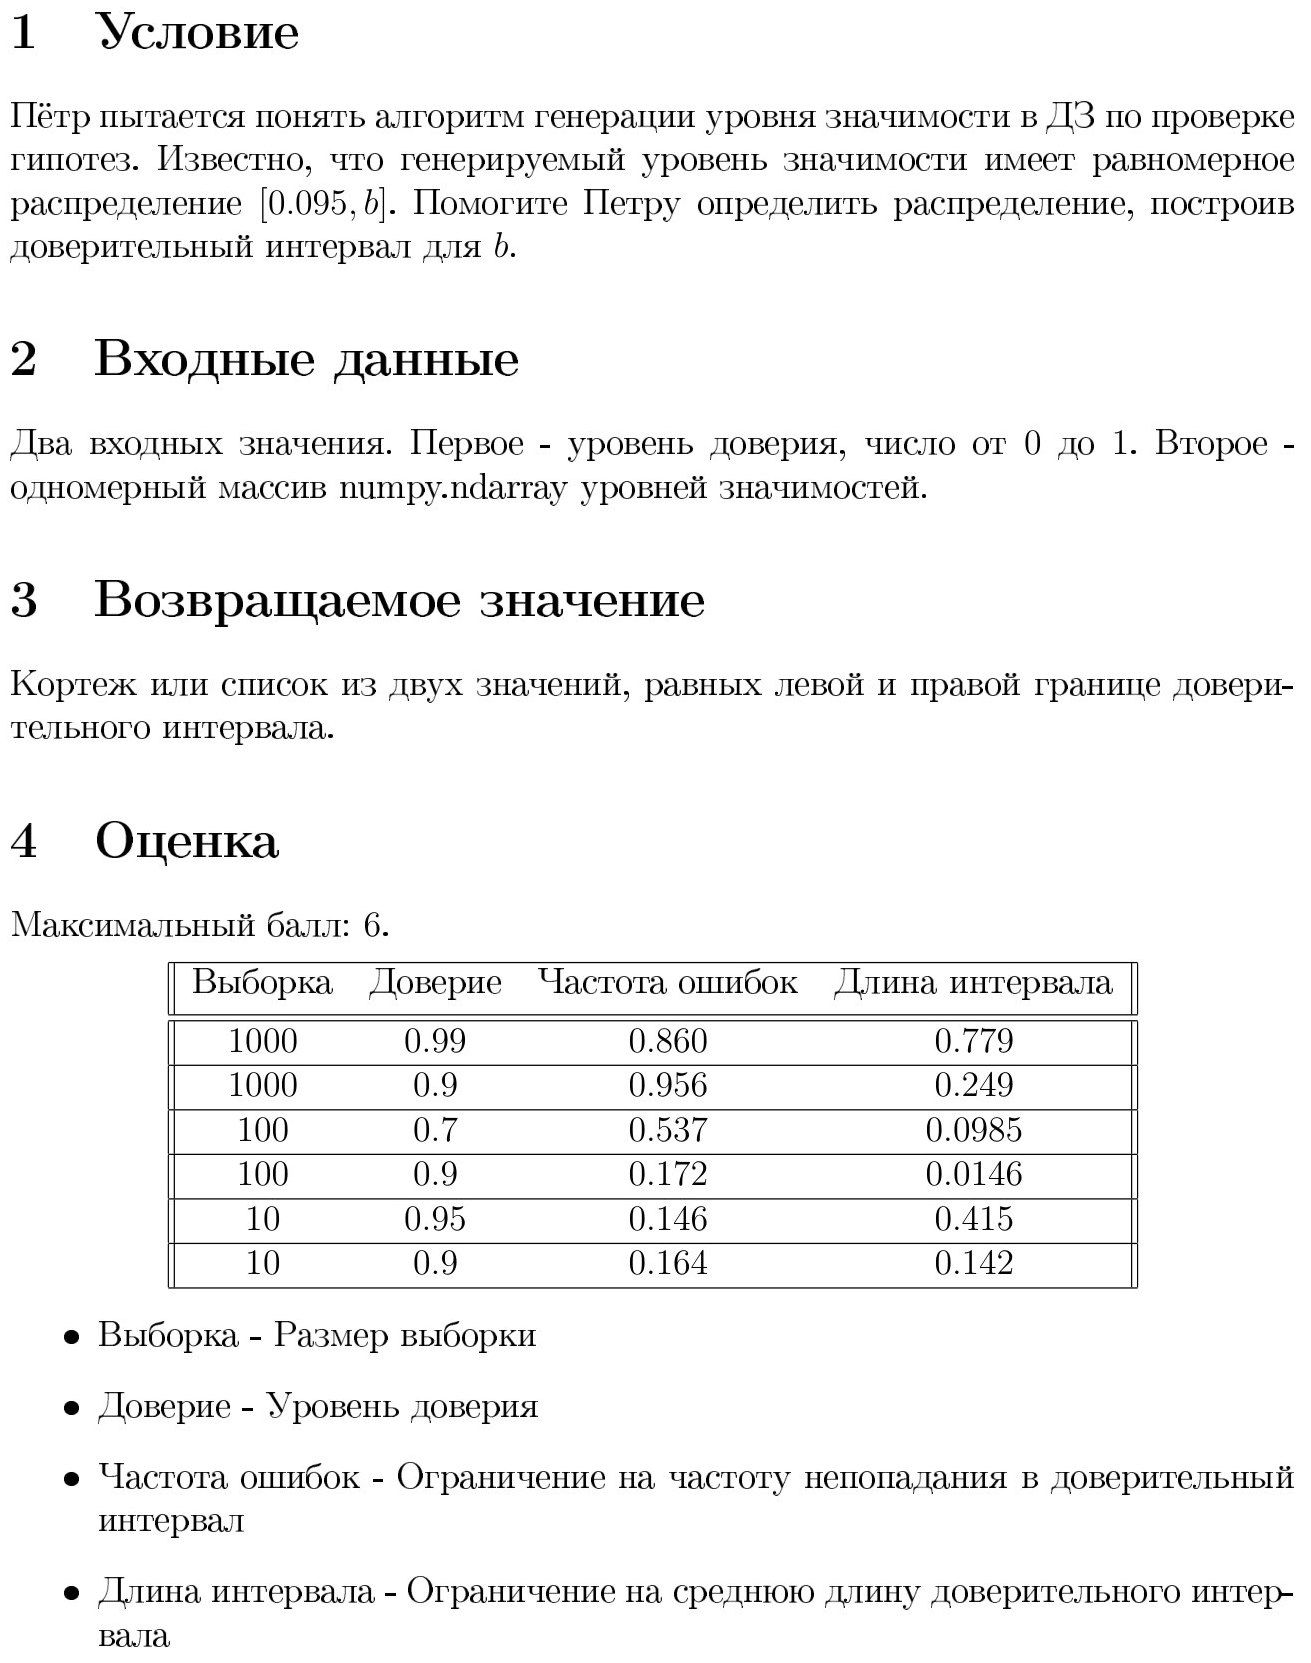 1 Условие
Пётр пытается понять алгоритм генерации уровня значимости в ДЗ по проверке
гипотез. Известно, что генерируемый уровень значимости имеет равномерное
распределение [0.095, b]. Помогите Петру определить распределение, построив
доверительный интервал для b.
2 Входные данные
Два входных значения. Первое - уровень доверия, число от 0 до 1. Второе -
одномерный массив numpy.ndarray уровней значимостей.
3 Возвращаемое значение
Кортеж или список из двух значений, равных левой и правой границе довери-
тельного интервала.
4 Оценка
Максимальный балл: 6.
Выборка Доверие Частота ошибок Длина интервала
1000 0.99 0.860 0.779
1000 0.9 0.956 0.249
100 0.7 0.537 0.0985
100 0.9 0.172 0.0146
10 0.95 0.146 0.415
10 0.9 0.164 0.142
• Выборка - Размер выборки
• Доверие - Уровень доверия
• Частота ошибок - Ограничение на частоту непопадания в доверительный
интервал
• Длина интервала - Ограничение на среднюю длину доверительного интер-
вала